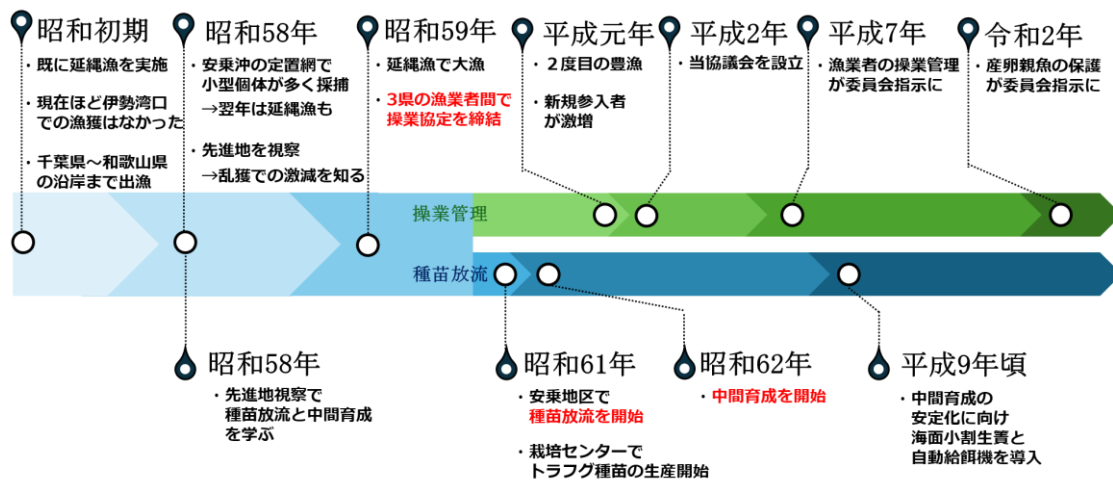 昭和初期
・既に延縄漁を実施
・現在ほど伊勢湾口
での漁獲はなかった
・千葉県～和歌山県
の沿岸まで出漁
昭和58年
・安乗沖の定置網で
小型個体が多く採捕
→翌年は延縄漁も
・先進地を視察
→乱獲での激減を知る
昭和59年
・延縄漁で大漁
・3県の漁業者間で
操業協定を締結
平成元年
・２度目の豊漁
・新規参入者
が激増
平成2年
・当協議会を設立
平成7年
・漁業者の操業管理
が委員会指示に
令和2年
・産卵親魚の保護
が委員会指示に
操業管理
種苗放流
昭和58年
・先進地視察で
種苗放流と中間育成
を学ぶ
昭和61年
・安乗地区で
種苗放流を開始
・栽培センターで
トラフグ種苗の生産開始
昭和62年
・中間育成を開始
平成9年頃
・中間育成の
安定化に向け
海面小割生簀と
自動給餌機を導入